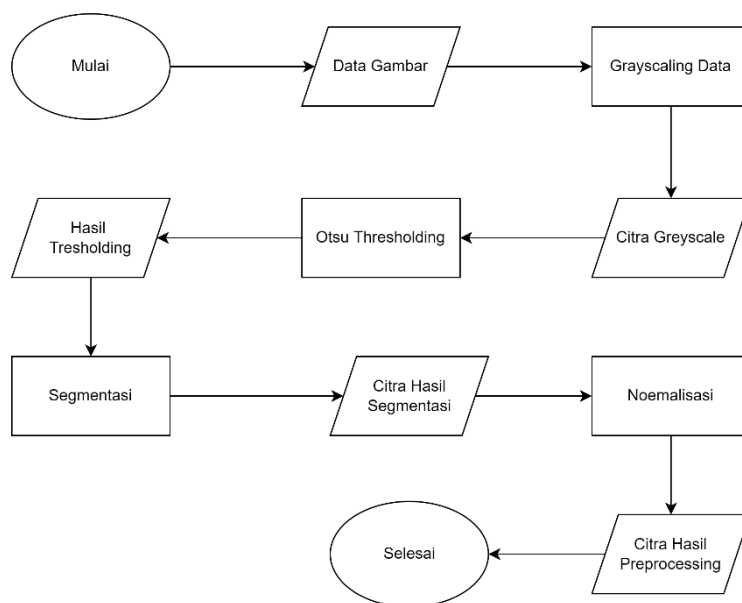 Mulai
Data Gambar
Grayscaling Data
Citra Greyscale
Otsu Thresholding
Hasil
Tresholding
Segmentasi
Citra Hasil
Segmentasi
Noemalisasi
Citra Hasil
Preprocessing
Selesai